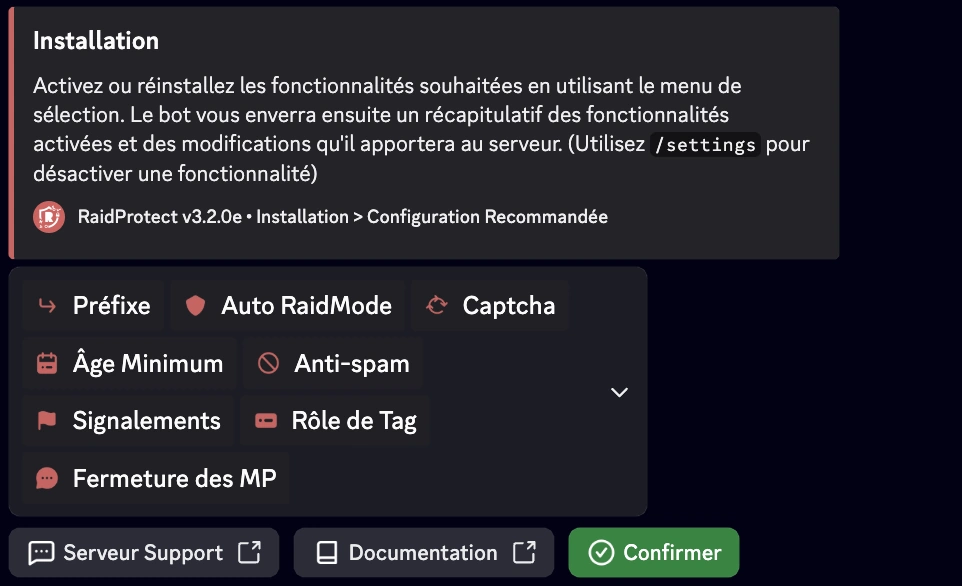 Installation
Activez ou réinstallez les fonctionnalités souhaitées en utilisant le menu de
sélection. Le bot vous enverra ensuite un récapitulatif des fonctionnalités
activées et des modifications qu'il apportera au serveur. (Utilisez /settings pour
désactiver une fonctionnalité)
RaidProtect v3.2.0e • Installation > Configuration Recommandée
Préfixe Auto RaidMode Captcha
Âge Minimum Anti-spam
Signalements Rôle de Tag
Fermeture des MP
Serveur Support Documentation Confirmer